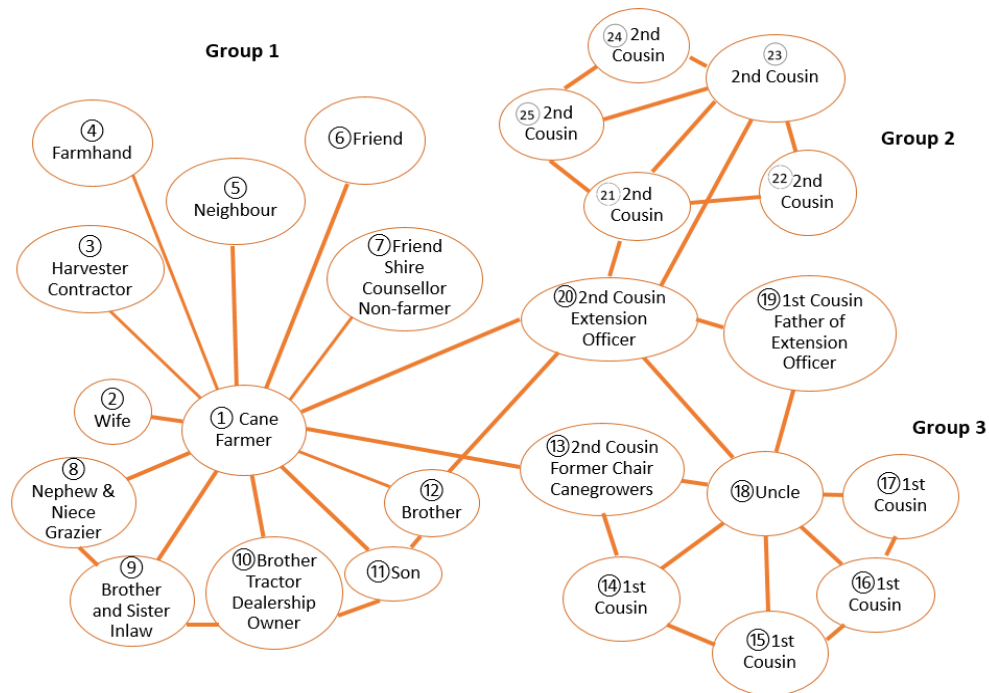 Group 1
④
Farmhand
⑥Friend
⑤
Neighbour
③
Harvester
Contractor
⑦Friend
Shire
Counsellor
Non-farmer
②
Wife
① Cane
Farmer
⑧
Nephew &
Niece
Grazier
⑨
Brother
and Sister
Inlaw
⑩Brother
Tractor
Dealership
Owner
⑪Son
⑫
Brother
Group 2
㉔ 2nd
Cousin
㉓
2nd Cousin
㉕ 2nd
Cousin
㉒ 2nd
Cousin
㉑ 2nd
Cousin
⑳2nd Cousin
Extension
Officer
⑲1st Cousin
Father of
Extension
Officer
Group 3
⑬2nd Cousin
Former Chair
Canegrowers
⑱Uncle
⑰1st
Cousin
⑭1st
Cousin
⑯1st
Cousin
⑮1st
Cousin